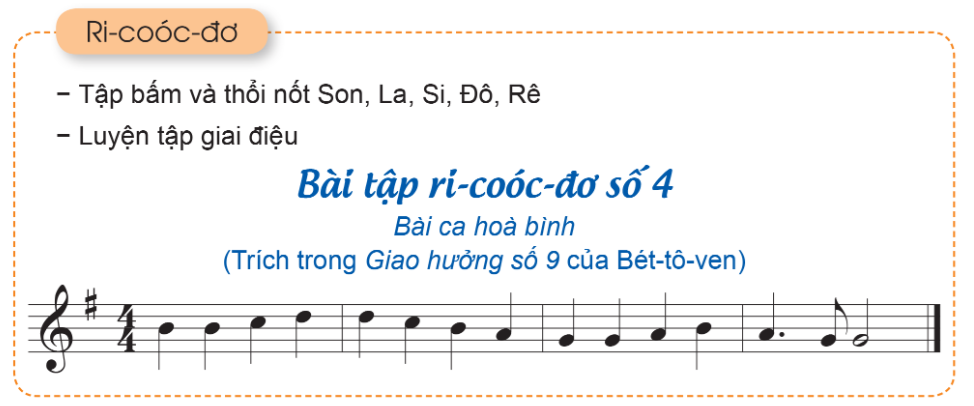 Ri-coóc-đơ
– Tập bấm và thổi nốt Son, La, Si, Đô, Rê
– Luyện tập giai điệu
Bài tập ri-coóc-đơ số 4
Bài ca hoà bình
(Trích trong Giao hưởng số 9 của Bét-tô-ven)
4
4